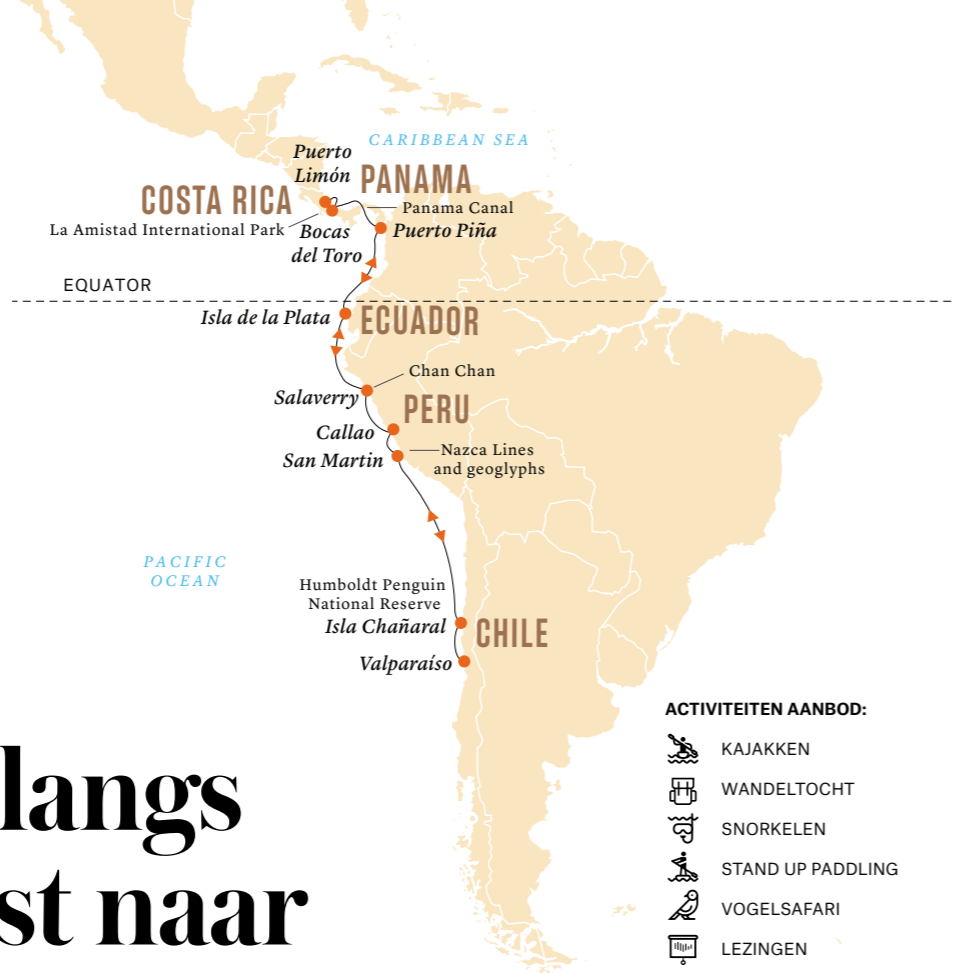 CARIBBEAN SEA
Puerto
Limón
PANAMA
COSTA RICA
Panama Canal
La Amistad International Park
Bocas
del Toro
Puerto Piña
EQUATOR
Isla de la Plata
ECUADOR
Chan Chan
Salaverry
PERU
Callao
San Martin
Nazca Lines
and geoglyphs
PACIFIC
OCEAN
Humboldt Penguin
National Reserve
Isla Chañaral
CHILE
Valparaíso
langs
st naar
ACTIVITEITEN AANBOD:
KAJAKKEN
WANDELTOCHT
SNORKELEN
STAND UP PADDLING
VOGELSAFARI
LEZINGEN